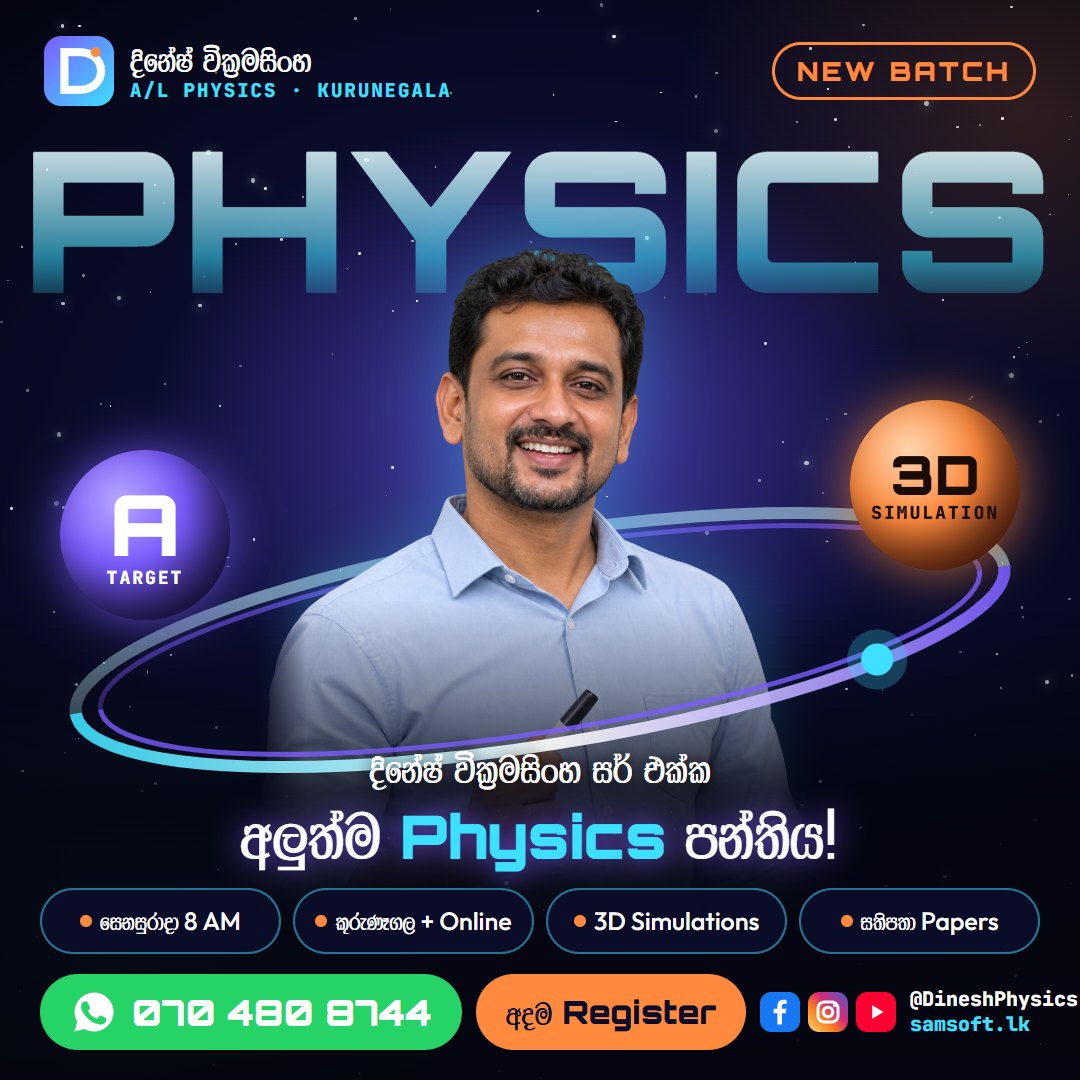 D
දිනේෂ් වික්‍රමසිංහ
A/L PHYSICS · KURUNEGALA
NEW BATCH
PHYSICS
A
TARGET
3D
SIMULATION
දිනේෂ් වික්‍රමසිංහ සර් එක්ක
අලුත්ම Physics පන්තිය!
සෙනසුරාදා 8 AM
කුරුණෑගල + Online
3D Simulations
සතිපතා Papers
070 480 8744
අදම Register
@DineshPhysics
samsoft.lk